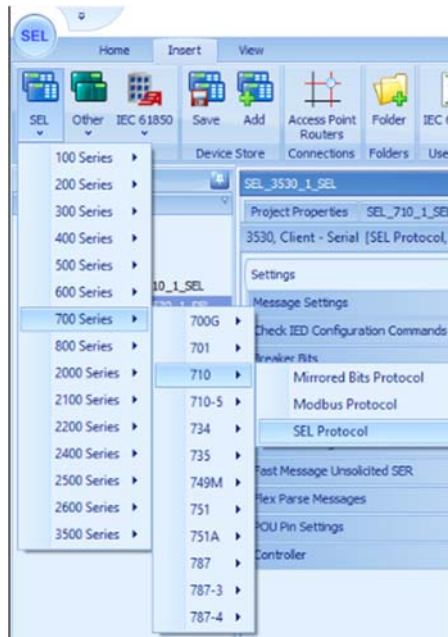 SEL
Home Insert View
SEL Other IEC 61850 Save Add Access Point Routers Folder
Device Store Connections Folders
100 Series
200 Series
300 Series
400 Series
500 Series
600 Series
700 Series
800 Series
2000 Series
2100 Series
2200 Series
2400 Series
2500 Series
2600 Series
3500 Series
700G
701
710
710-5
734
735
749M
751
751A
787
787-3
787-4
Mirrored Bits Protocol
Modbus Protocol
SEL Protocol
SEL_3530_1_SEL
Project Properties SEL_710_1_SEL
3530, Client - Serial [SEL Protocol,
Settings
Message Settings
Check IED Configuration Commands
Breaker Bits
Fast Message Unsolicited SER
Flex Parse Messages
POU Pin Settings
Controller
10_1_SEL